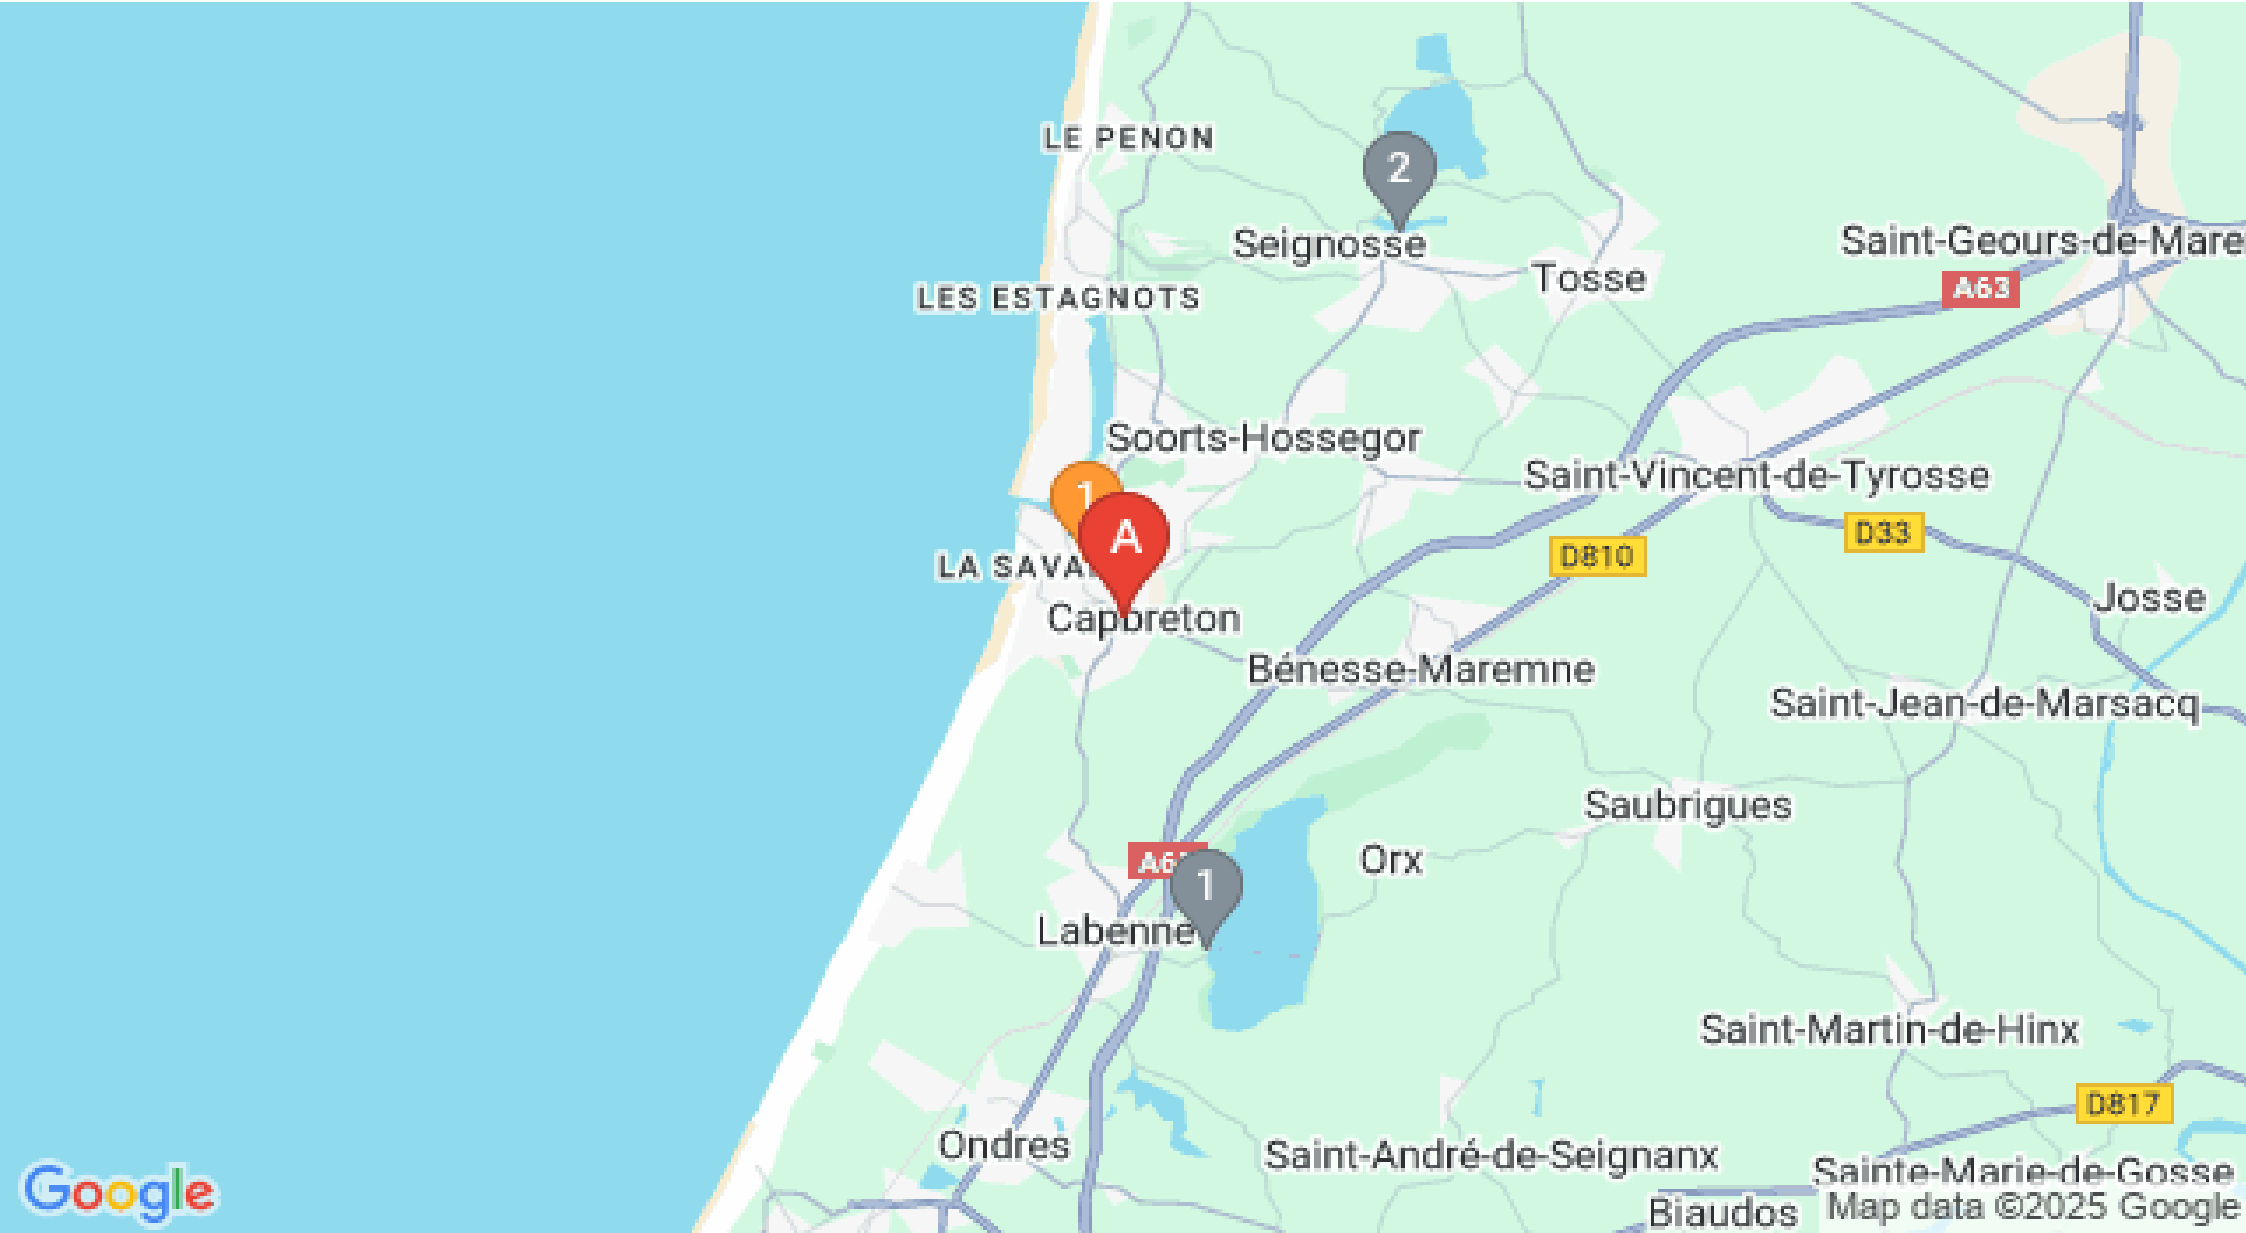 LE PENON
2
Seignosse
Saint-Geours-de-Mare
Tosse
A63
LES ESTAGNOTS
Soorts-Hossegor
Saint-Vincent-de-Tyrosse
1
A
D33
D810
LA SAVA
Josse
Capbreton
Bénesse-Maremne
Saint-Jean-de-Marsacq
Saubrigues
Orx
A6
1
Labenne
Saint-Martin-de-Hinx
D817
Ondres
Saint-André-de-Seignanx
Sainte-Marie-de-Gosse
Google
Biaudos
Map data ©2025 Google